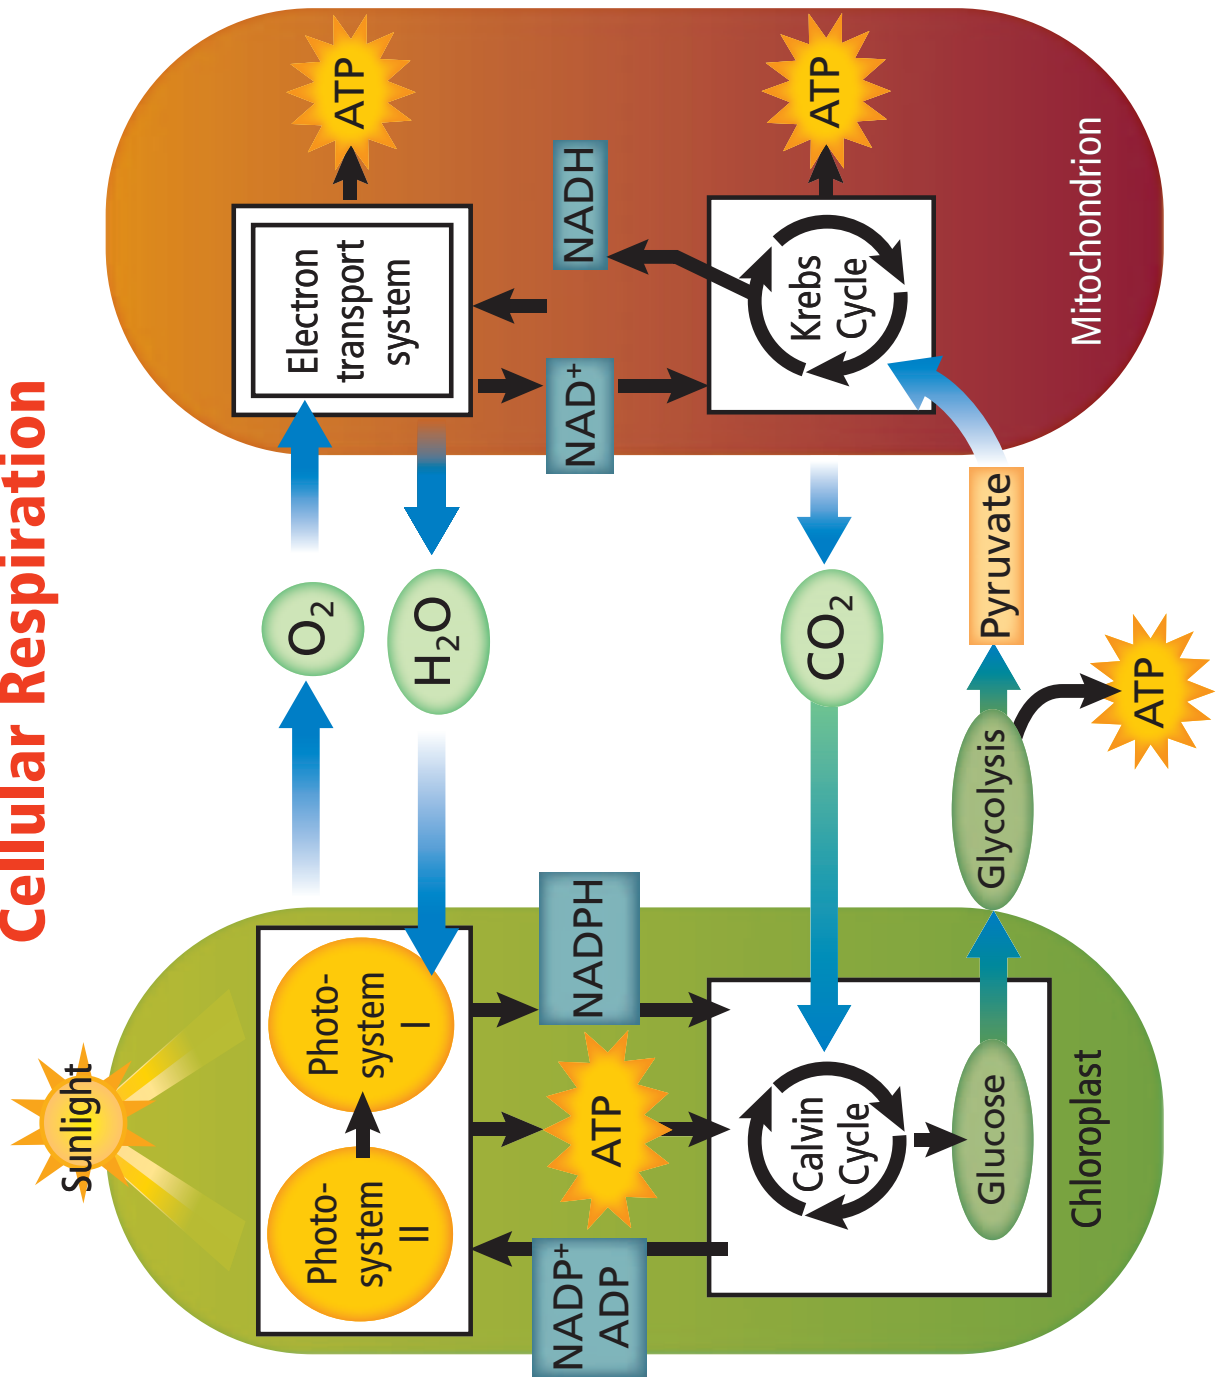 Cellular Respiration
Sunlight
Photo-
system
II
Photo-
system
I
NADP+
ADP
ATP
NADPH
Calvin
Cycle
Glucose
Chloroplast
O2
H2O
CO2
Glycolysis
Pyruvate
ATP
Electron
transport
system
ATP
NAD+
NADH
Krebs
Cycle
ATP
Mitochondrion